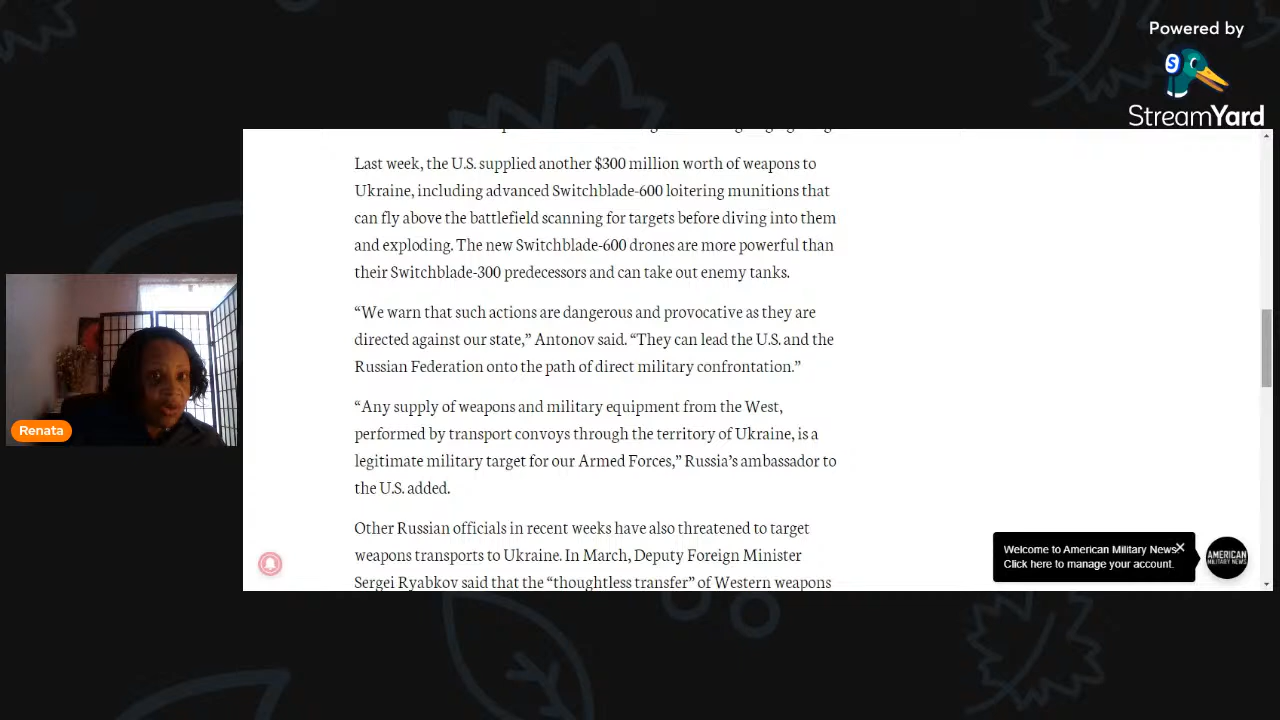 Powered by
StreamYard
Last week, the U.S. supplied another $300 million worth of weapons to
Ukraine, including advanced Switchblade-600 loitering munitions that
can fly above the battlefield scanning for targets before diving into them
and exploding. The new Switchblade-600 drones are more powerful than
their Switchblade-300 predecessors and can take out enemy tanks.
“We warn that such actions are dangerous and provocative as they are
directed against our state,” Antonov said. “They can lead the U.S. and the
Russian Federation onto the path of direct military confrontation.”
“Any supply of weapons and military equipment from the West,
performed by transport convoys through the territory of Ukraine, is a
legitimate military target for our Armed Forces,” Russia’s ambassador to
the U.S. added.
Other Russian officials in recent weeks have also threatened to target
weapons transports to Ukraine. In March, Deputy Foreign Minister
Sergei Ryabkov said that the “thoughtless transfer” of Western weapons
Renata
Welcome to American Military News
Click here to manage your account.
AMERICAN
MILITARY NEWS